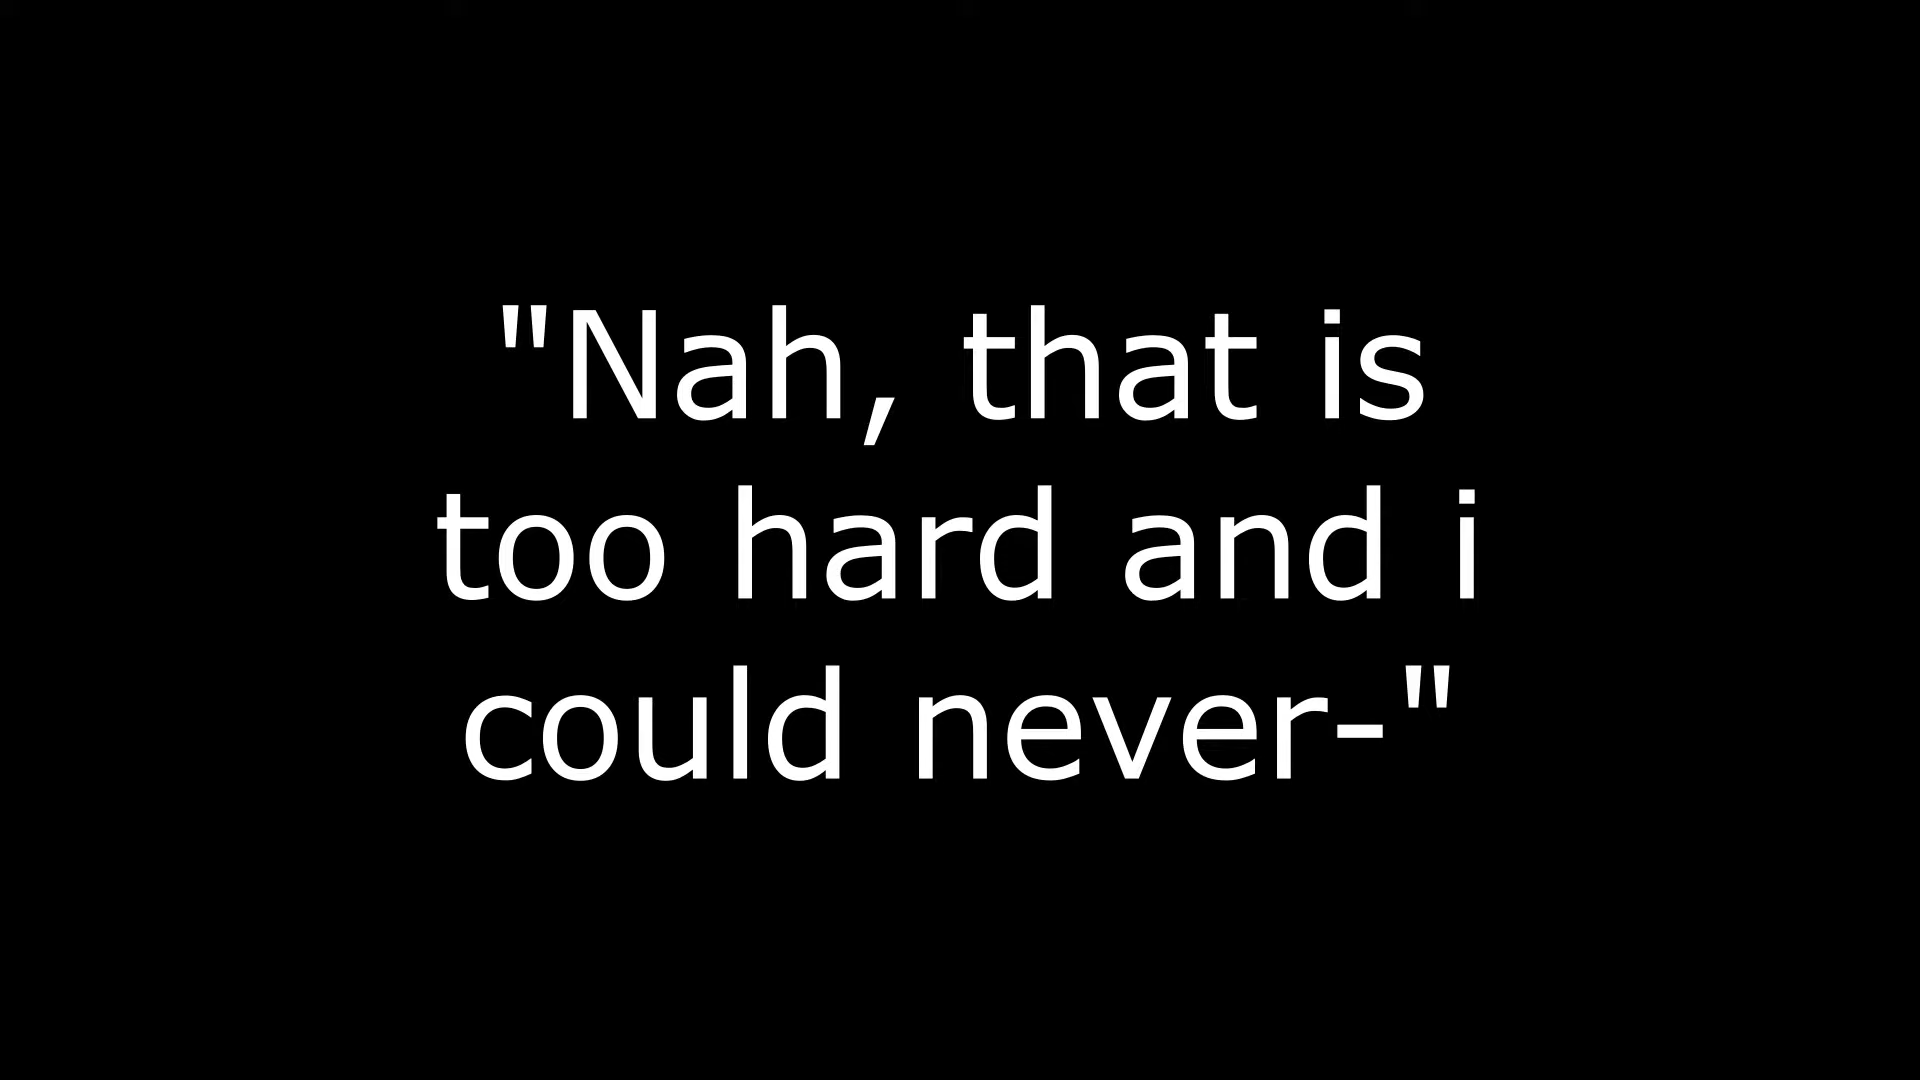 "Nah, that is
too hard and i
could never-"